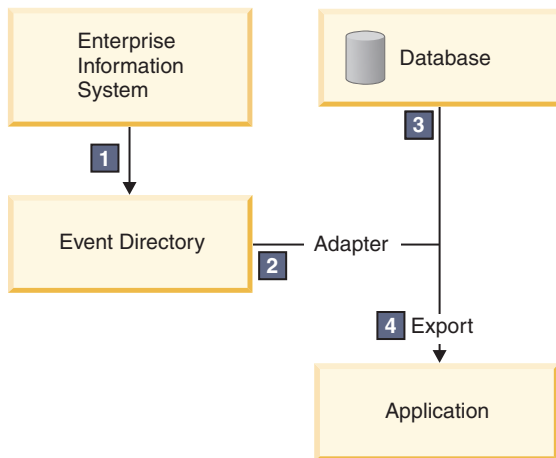 Enterprise
Information
System
Database
3
1
Event Directory
Adapter
2
4 Export
Application